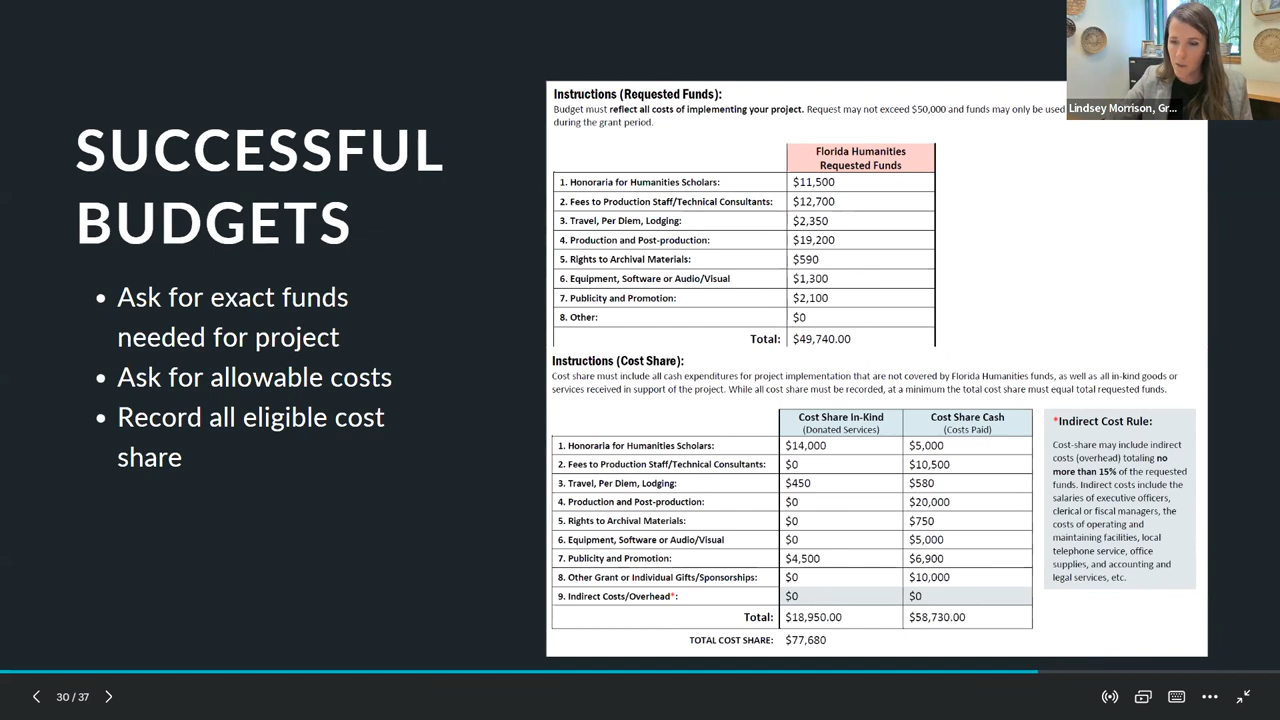 SUCCESSFUL
BUDGETS
• Ask for exact funds
needed for project
• Ask for allowable costs
• Record all eligible cost
share
Instructions (Requested Funds):
Budget must reflect all costs of implementing your project. Request may not exceed $50,000 and funds may only be used
during the grant period.
Florida Humanities
Requested Funds
1. Honoraria for Humanities Scholars: $11,500
2. Fees to Production Staff/Technical Consultants: $12,700
3. Travel, Per Diem, Lodging: $2,350
4. Production and Post-production: $19,200
5. Rights to Archival Materials: $590
6. Equipment, Software or Audio/Visual $1,300
7. Publicity and Promotion: $2,100
8. Other: $0
Total: $49,740.00
Instructions (Cost Share):
Cost share must include all cash expenditures for project implementation that are not covered by Florida Humanities funds, as well as all in-kind goods or
services received in support of the project. While all cost share must be recorded, at a minimum the total cost share must equal total requested funds.
Cost Share In-Kind Cost Share Cash
(Donated Services) (Costs Paid)
1. Honoraria for Humanities Scholars: $14,000 $5,000
2. Fees to Production Staff/Technical Consultants: $0 $10,500
3. Travel, Per Diem, Lodging: $450 $580
4. Production and Post-production: $0 $20,000
5. Rights to Archival Materials: $0 $750
6. Equipment, Software or Audio/Visual $0 $5,000
7. Publicity and Promotion: $4,500 $6,900
8. Other Grant or Individual Gifts/Sponsorships: $0 $10,000
9. Indirect Costs/Overhead*: $0 $0
Total: $18,950.00 $58,730.00
TOTAL COST SHARE: $77,680
*Indirect Cost Rule:
Cost-share may include indirect
costs (overhead) totaling no
more than 15% of the requested
funds. Indirect costs include the
salaries of executive officers,
clerical or fiscal managers, the
costs of operating and
maintaining facilities, local
telephone service, office
supplies, and accounting and
legal services, etc.
Lindsey Morrison, Gr...
30 / 37